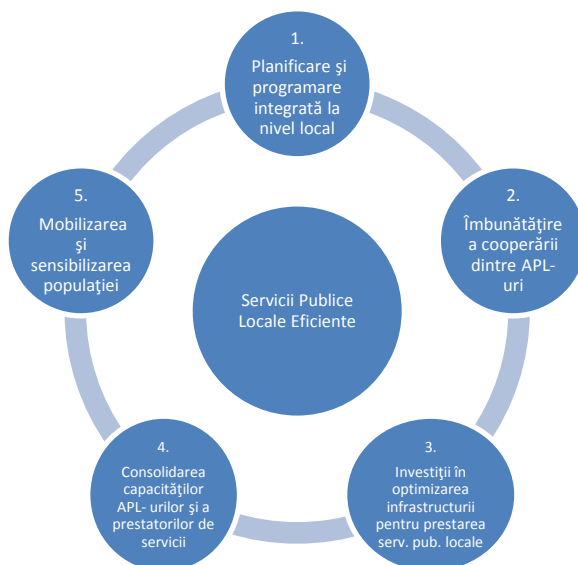 1.
Planificare şi
programare
integrată la
nivel local
2.
Îmbunătăţire
a cooperării
dintre APL-
uri
3.
Investiţii în
optimizarea
infrastructurii
pentru prestarea
serv. pub. locale
4.
Consolidarea
capacităţilor
APL- urilor şi a
prestatorilor de
servicii
5.
Mobilizarea
şi
sensibilizarea
populaţiei
Servicii Publice
Locale Eficiente